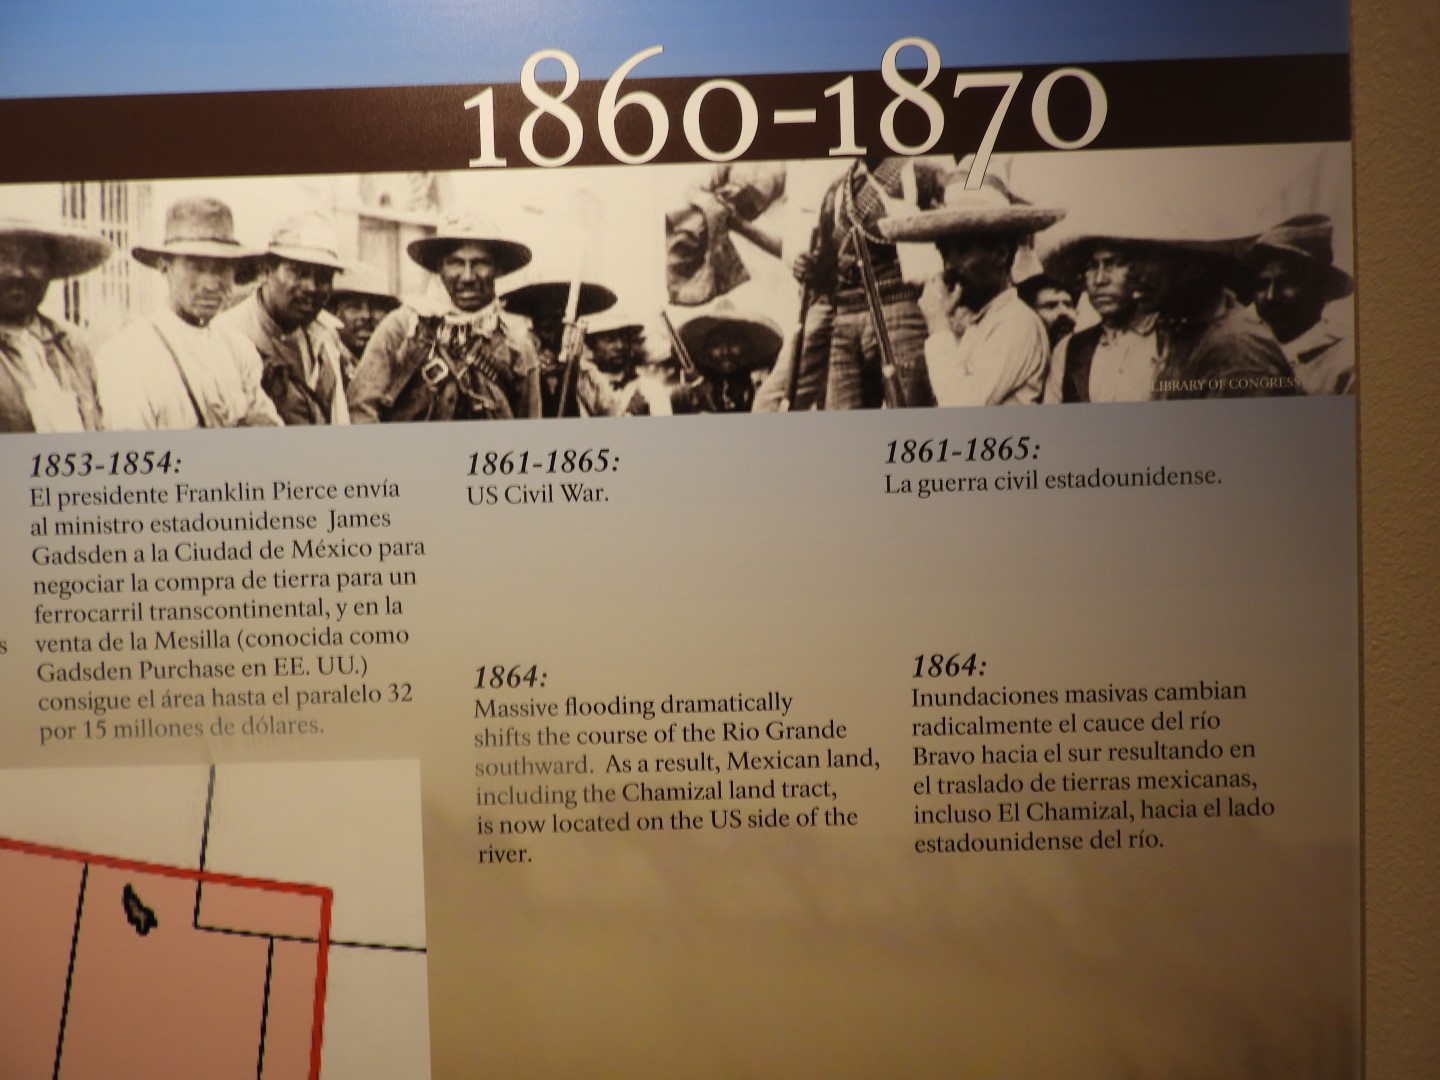 1860-1870
LIBRARY OF CONGRESS
1853-1854:
El presidente Franklin Pierce envía
al ministro estadounidense James
Gadsden a la Ciudad de México para
negociar la compra de tierra para un
ferrocarril transcontinental, y en la
venta de la Mesilla (conocida como
Gadsden Purchase en EE. UU.)
consigue el área hasta el paralelo 32
por 15 millones de dólares.
1861-1865:
US Civil War.
1864:
Massive flooding dramatically
shifts the course of the Rio Grande
southward. As a result, Mexican land,
including the Chamizal land tract,
is now located on the US side of the
river.
1861-1865:
La guerra civil estadounidense.
1864:
Inundaciones masivas cambian
radicalmente el cauce del río
Bravo hacia el sur resultando en
el traslado de tierras mexicanas,
incluso El Chamizal, hacia el lado
estadounidense del río.